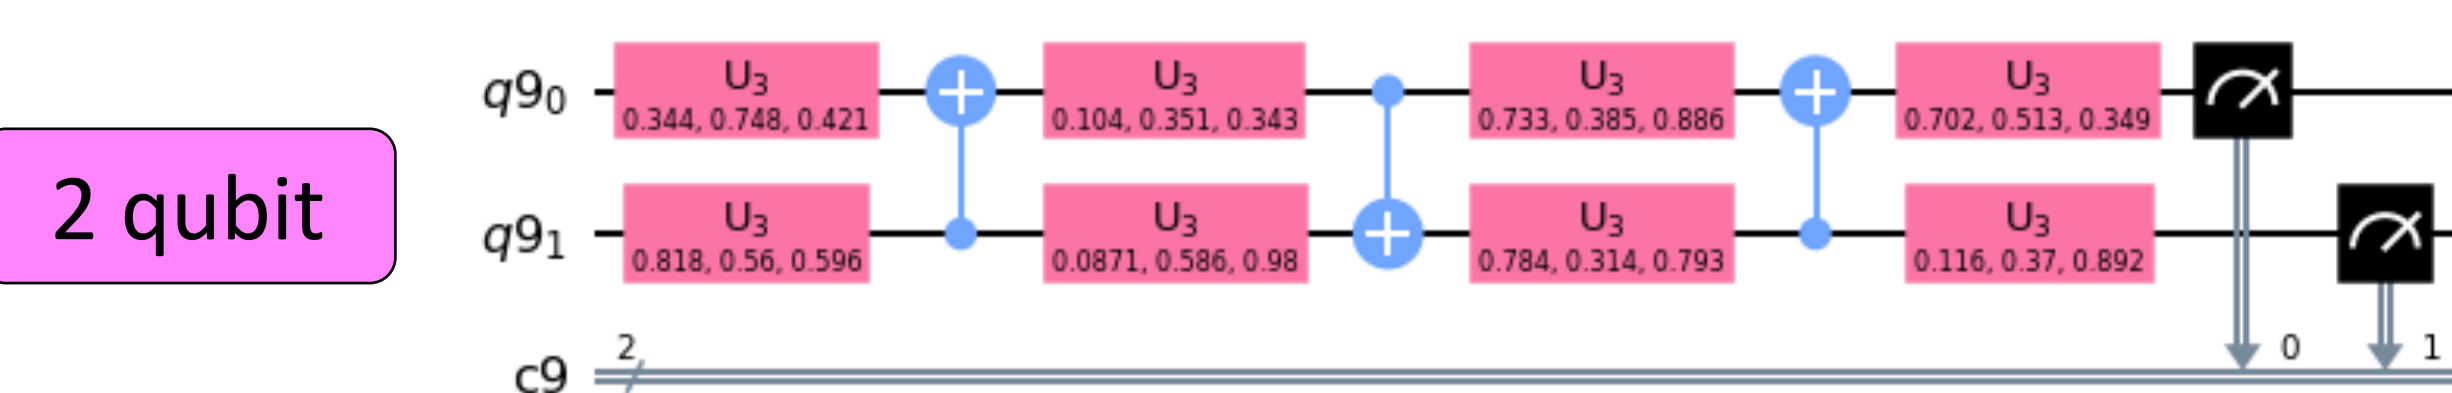 2 qubit
q9₀ U₃ U₃ U₃ U₃
0.344, 0.748, 0.421 0.104, 0.351, 0.343 0.733, 0.385, 0.886 0.702, 0.513, 0.349
q9₁ U₃ U₃ U₃ U₃
0.818, 0.56, 0.596 0.0871, 0.586, 0.98 0.784, 0.314, 0.793 0.116, 0.37, 0.892
2 0 1
c9